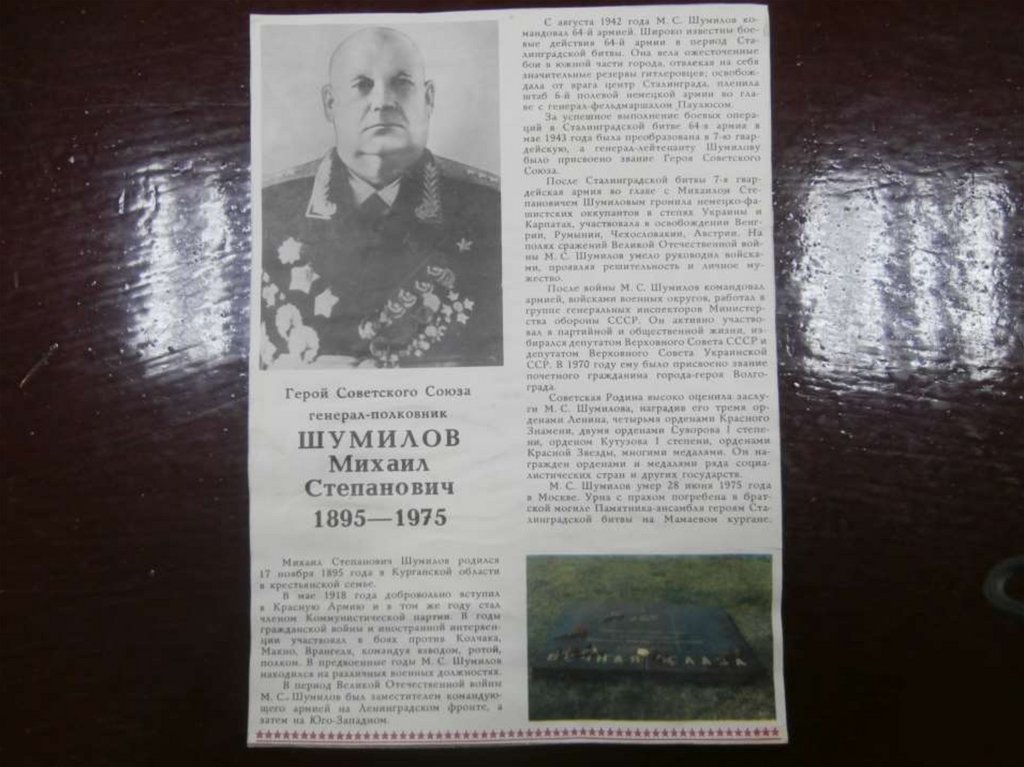 Герой Советского Союза
генерал-полковник
ШУМИЛОВ
Михаил
Степанович
1895—1975
Михаил Степанович Шумилов родился
17 ноября 1895 года в Курганской области
в крестьянской семье.
В мае 1918 года добровольно вступил
в Красную Армию и в том же году стал
членом Коммунистической партии. В годы
гражданской войны и иностранной интервен-
ции участвовал в боях против Колчака,
Махно, Врангеля, командуя взводом, ротой,
полком. В предвоенные годы М. С. Шумилов
находился на различных военных должностях.
В период Великой Отечественной войны
М. С. Шумилов был заместителем командую-
щего армией на Ленинградском фронте, а
затем на Юго-Западном.
С августа 1942 года М. С. Шумилов ко-
мандовал 64-й армией. Широко известны бое-
вые действия 64-й армии в период Ста-
линградской битвы. Она вела ожесточенные
бои в южной части города, отвлекая на себя
значительные резервы гитлеровцев; освобож-
дала от врага центр Сталинграда, пленила
штаб 6-й полевой немецкой армии во гла-
ве с генерал-фельдмаршалом Паулюсом.
За успешное выполнение боевых опера-
ций в Сталинградской битве 64-я армия в
мае 1943 года была преобразована в 7-ю гвар-
дейскую, а генерал-лейтенанту Шумилову
было присвоено звание Героя Советского
Союза.
После Сталинградской битвы 7-я гвар-
дейская армия во главе с Михаилом Сте-
пановичем Шумиловым громила немецко-фа-
шистских оккупантов в степях Украины и
Карпатах, участвовала в освобождении Венг-
рии, Румынии, Чехословакии, Австрии. На
полях сражений Великой Отечественной вой-
ны М. С. Шумилов умело руководил войска-
ми, проявляя решительность и личное му-
жество.
После войны М. С. Шумилов командовал
армией, войсками военных округов, работал в
группе генеральных инспекторов Министер-
ства обороны СССР. Он активно участво-
вал в партийной и общественной жизни, из-
бирался депутатом Верховного Совета СССР и
депутатом Верховного Совета Украинской
ССР. В 1970 году ему было присвоено звание
почетного гражданина города-героя Волго-
града.
Советская Родина высоко оценила заслу-
ги М. С. Шумилова, наградив его тремя ор-
денами Ленина, четырьмя орденами Красного
Знамени, двумя орденами Суворова I степе-
ни, орденом Кутузова I степени, орденами
Красной Звезды, многими медалями. Он на-
гражден орденами и медалями ряда социа-
листических стран и других государств.
М. С. Шумилов умер 28 июня 1975 года
в Москве. Урна с прахом погребена в брат-
ской могиле Памятника-ансамбля героям Ста-
линградской битвы на Мамаевом кургане.
ВЕЧНАЯ СЛАВА